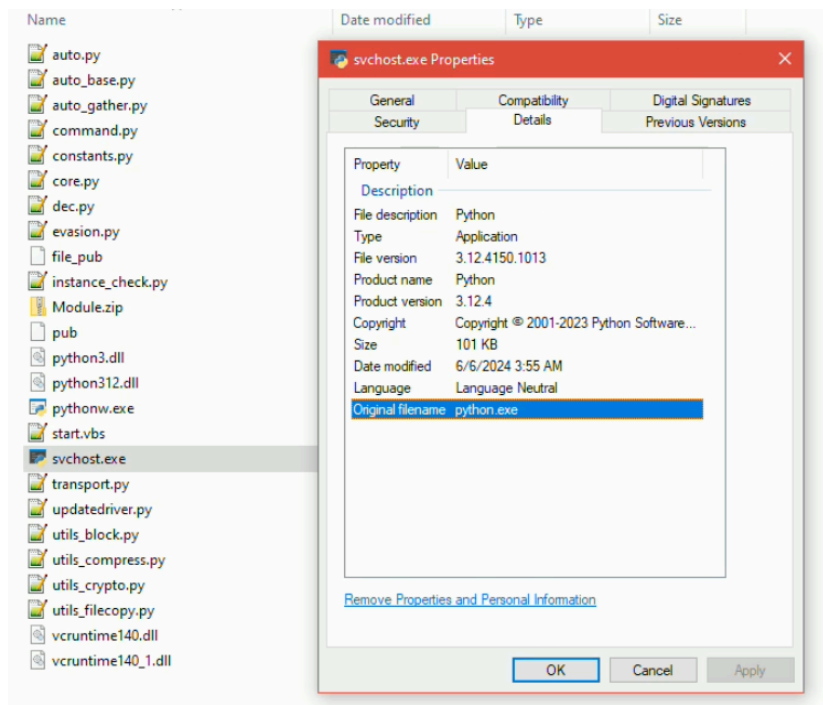 Name Date modified Type Size
auto.py
auto_base.py
auto_gather.py
command.py
constants.py
core.py
dec.py
evasion.py
file_pub
instance_check.py
Module.zip
pub
python3.dll
python312.dll
pythonw.exe
start.vbs
svchost.exe
transport.py
updatedriver.py
utils_block.py
utils_compress.py
utils_crypto.py
utils_filecopy.py
vcruntime140.dll
vcruntime140_1.dll
svchost.exe Properties
General Compatibility Digital Signatures
Security Details Previous Versions
Property Value
Description
File description Python
Type Application
File version 3.12.4150.1013
Product name Python
Product version 3.12.4
Copyright Copyright © 2001-2023 Python Software...
Size 101 KB
Date modified 6/6/2024 3:55 AM
Language Language Neutral
Original filename python.exe
Remove Properties and Personal Information
OK Cancel Apply